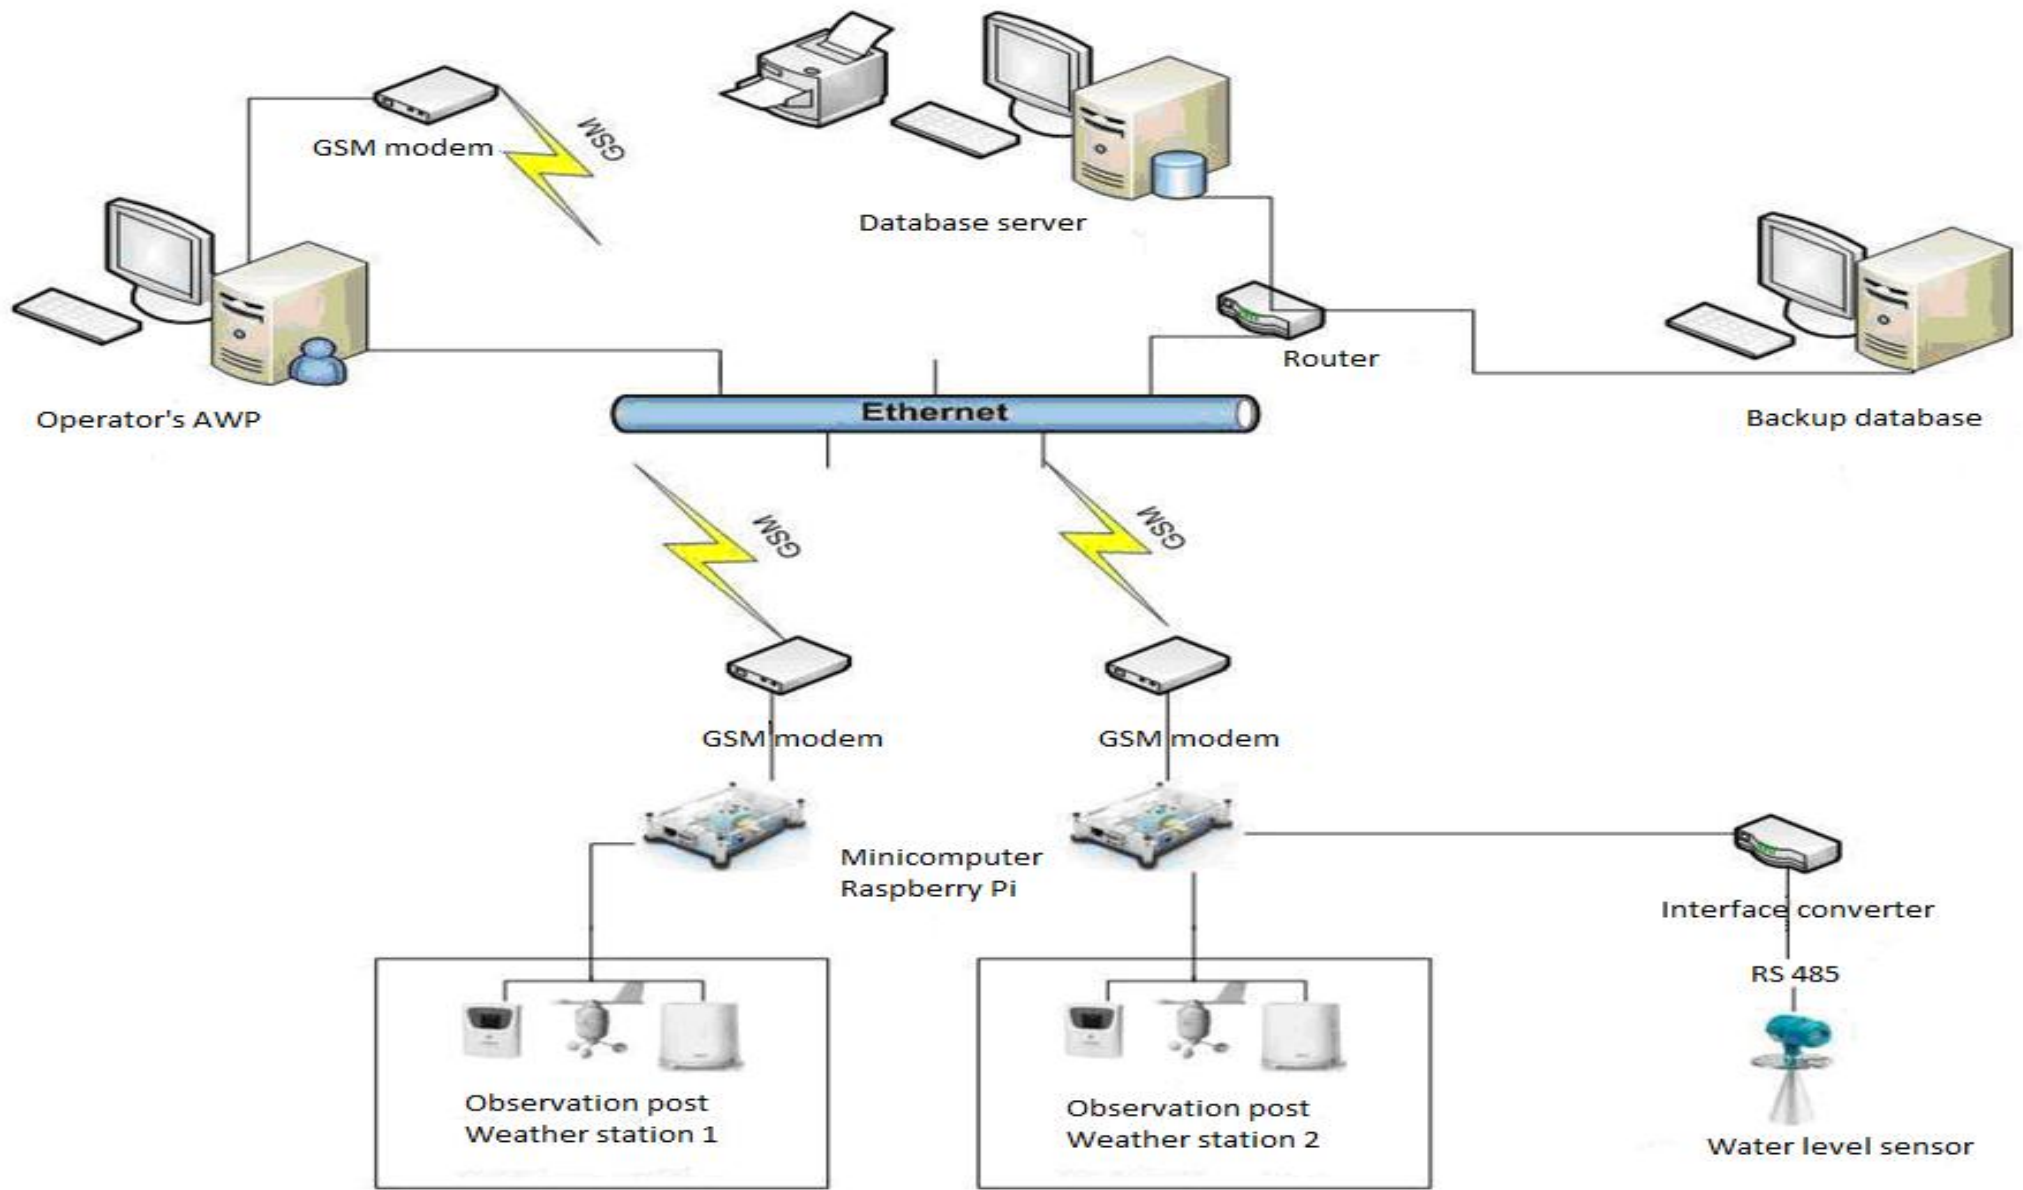 GSM modem
GSM
Database server
Router
Operator's AWP
Ethernet
Backup database
GSM
GSM
GSM modem
GSM modem
Minicomputer
Raspberry Pi
Interface converter
RS 485
Observation post
Weather station 1
Observation post
Weather station 2
Water level sensor